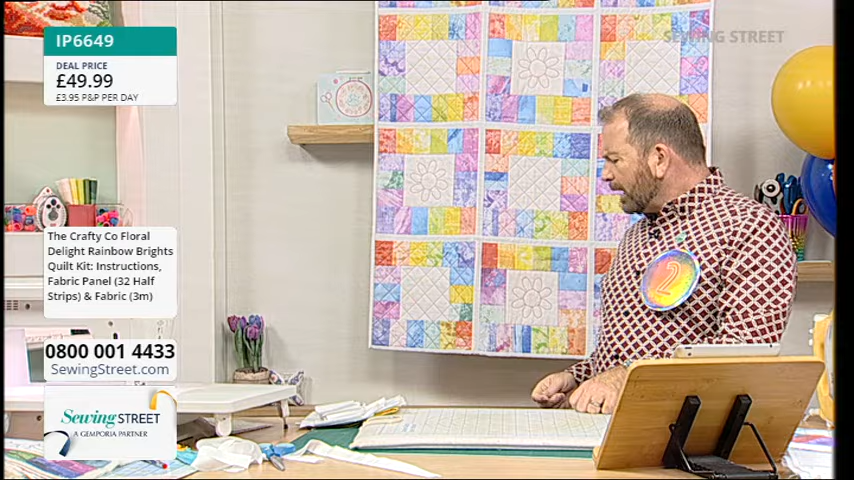 IP6649
DEAL PRICE
£49.99
£3.95 P&P PER DAY
SEWING STREET
The Crafty Co Floral
Delight Rainbow Brights
Quilt Kit: Instructions,
Fabric Panel (32 Half
Strips) & Fabric (3m)
2
0800 001 4433
SewingStreet.com
Sewing STREET
A GEMPORIA PARTNER